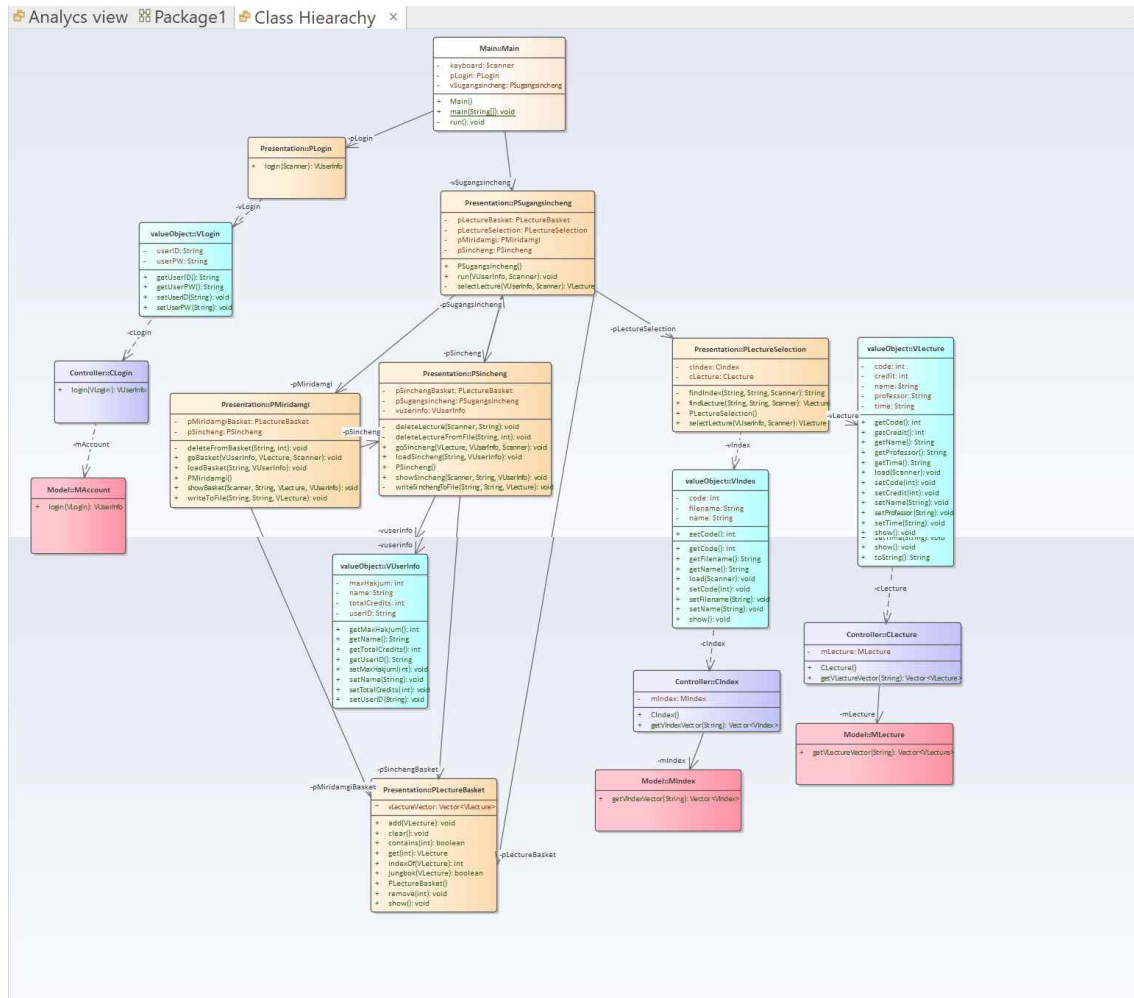 Analycs view
Package1
Class Hiearachy ×
Main::Main
- keyboard: Scanner
- pLogin: PLogin
- vSugangsincheng: PSugangsincheng
+ Main()
+ main(String[]): void
- run(): void
-pLogin
-vSugangsincheng
Presentation::PLogin
+ login(Scanner): VUserInfo
-vLogin
Presentation::PSugangsincheng
- pLectureBasket: PLectureBasket
- pLectureSelection: PLectureSelection
- pMiridamgi: PMiridamgi
- pSincheng: PSincheng
+ PSugangsincheng()
+ run(VUserInfo, Scanner): void
- selectLecture(VUserInfo, Scanner): VLecture
valueObject::VLogin
- userID: String
- userPW: String
+ getUserID(): String
+ getUserPW(): String
+ setUserID(String): void
+ setUserPW(String): void
-cLogin
-pSugangsincheng
-pLectureSelection
-pSincheng
-pMiridamgi
Controller::CLogin
+ login(VLogin): VUserInfo
-mAccount
Model::MAccount
+ login(VLogin): VUserInfo
Presentation::PMiridamgi
- pMiridamgiBasket: PLectureBasket
- pSincheng: PSincheng
- deleteFromBasket(String, int): void
+ goBasket(VUserInfo, VLecture, Scanner): void
+ loadBasket(String, VUserInfo): void
+ PMiridamgi()
+ showBasket(Scanner, String, VLecture, VUserInfo): void
+ writeToFile(String, String, VLecture): void
-pSincheng
Presentation::PSincheng
- pSinchengBasket: PLectureBasket
- pSugangsincheng: PSugangsincheng
- vuserinfo: VUserInfo
- deleteLecture(Scanner, String): void
- deleteLectureFromFile(String, int): void
+ goSincheng(VLecture, VUserInfo, Scanner): void
+ loadSincheng(String, VUserInfo): void
+ PSincheng()
+ showSincheng(Scanner, String, VUserInfo): void
- writeSinchengToFile(String, String, VLecture): void
Presentation::PLectureSelection
- cIndex: CIndex
- cLecture: CLecture
- findIndex(String, String, Scanner): String
+ findLecture(String, String, Scanner): VLecture
+ PLectureSelection()
+ selectLecture(VUserInfo, Scanner): VLecture
-vLecture
-vIndex
valueObject::VLecture
- code: int
- credit: int
- name: String
- professor: String
- time: String
+ getCode(): int
+ getCredit(): int
+ getName(): String
+ getProfessor(): String
+ getTime(): String
+ load(Scanner): void
+ setCode(int): void
+ setCredit(int): void
+ setName(String): void
+ setProfessor(String): void
+ setTime(String): void
+ show(): void
+ setTime(String): void
+ show(): void
+ toString(): String
-cLecture
valueObject::VIndex
- code: int
- filename: String
- name: String
+ getCode(): int
+ getCode(): int
+ getFilename(): String
+ getName(): String
+ load(Scanner): void
+ setCode(int): void
+ setFilename(String): void
+ setName(String): void
+ show(): void
-cIndex
-vuserinfo
-vuserinfo
valueObject::VUserInfo
- maxHakjum: int
- name: String
- totalCredits: int
- userID: String
+ getMaxHakjum(): int
+ getName(): String
+ getTotalCredits(): int
+ getUserID(): String
+ setMaxHakjum(int): void
+ setName(String): void
+ setTotalCredits(int): void
+ setUserID(String): void
Controller::CLecture
- mLecture: MLecture
+ CLecture()
+ getVLectureVector(String): Vector<VLecture>
-mLecture
Model::MLecture
+ getVLectureVector(String): Vector<VLecture>
Controller::CIndex
- mIndex: MIndex
+ CIndex()
+ getVIndexVector(String): Vector<VIndex>
-mIndex
Model::MIndex
+ getVIndexVector(String): Vector<VIndex>
-pSinchengBasket
-pMiridamgiBasket
-pLectureBasket
Presentation::PLectureBasket
~ vLectureVector: Vector<VLecture>
+ add(VLecture): void
+ clear(): void
+ contains(int): boolean
+ get(int): VLecture
+ indexOf(VLecture): int
+ jungbok(VLecture): boolean
+ PLectureBasket()
+ remove(int): void
+ show(): void